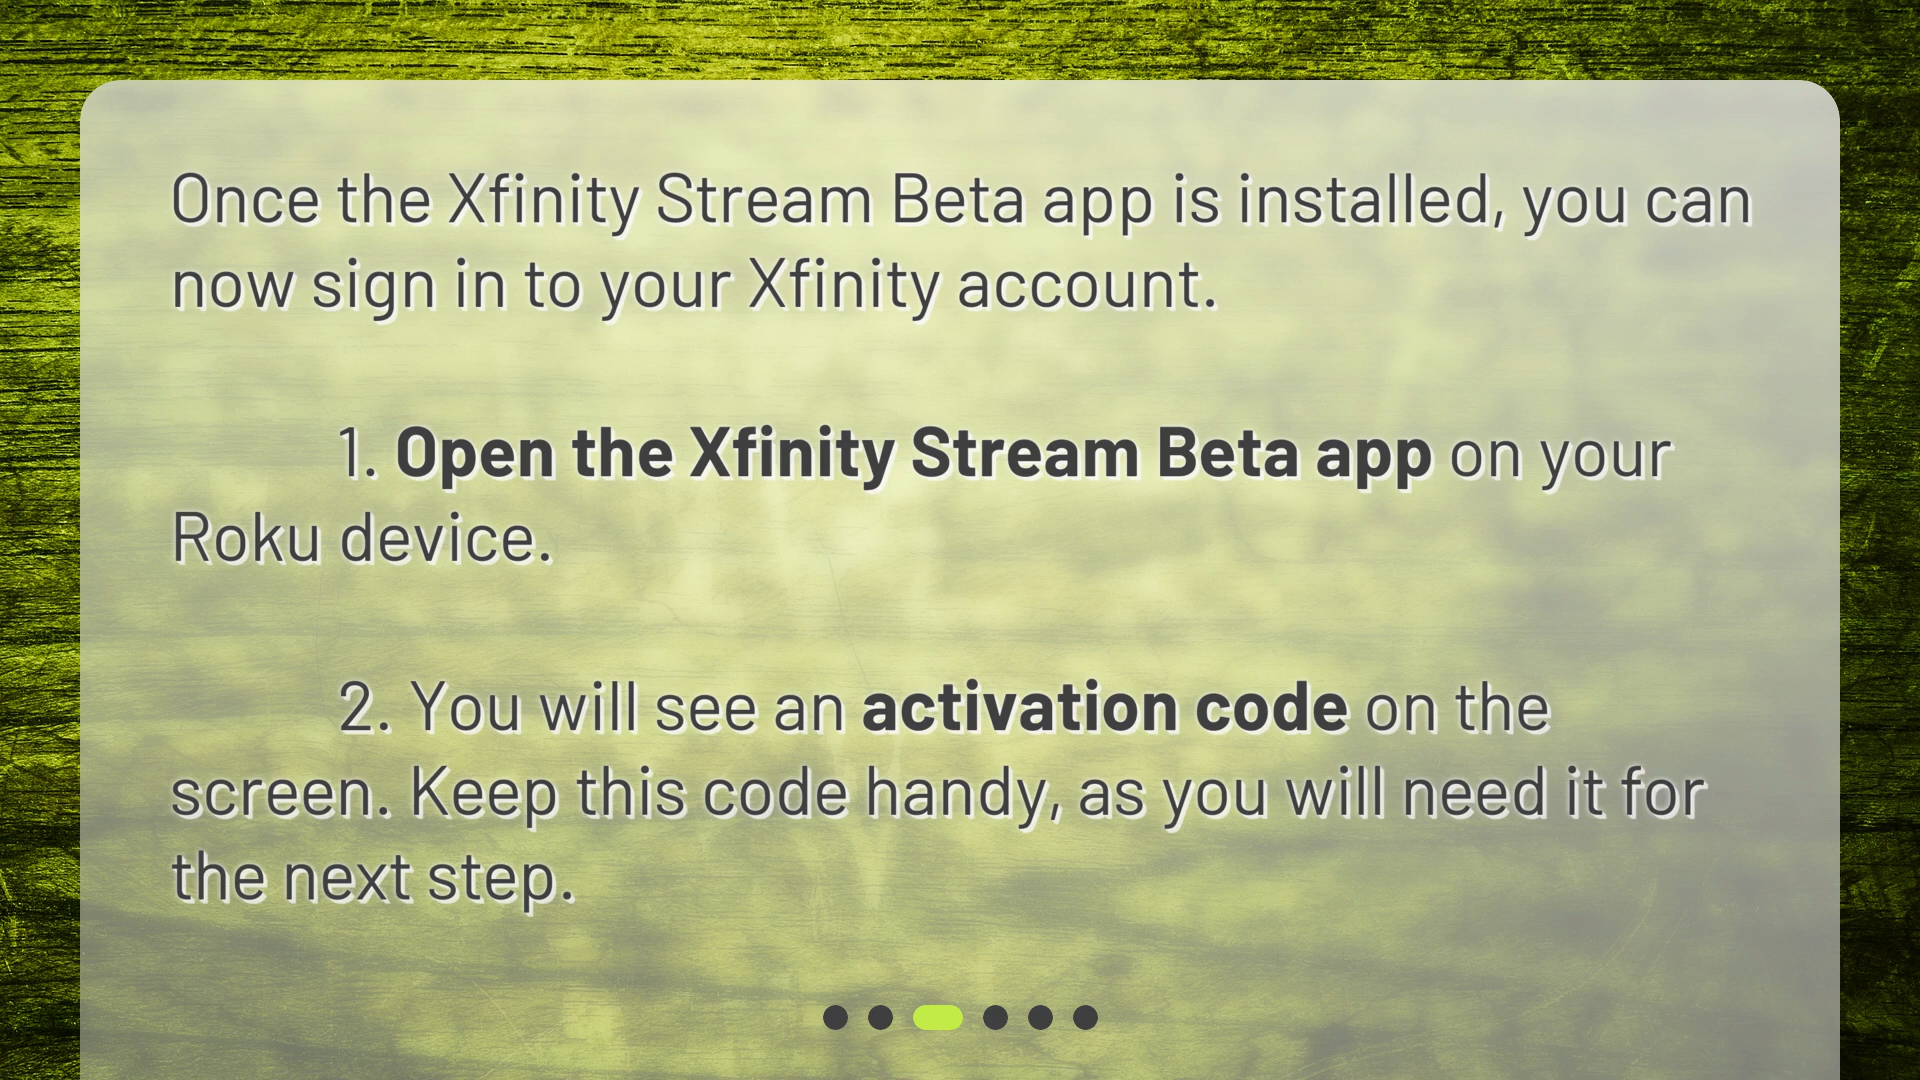 Once the Xfinity Stream Beta app is installed, you can
now sign in to your Xfinity account.
1. Open the Xfinity Stream Beta app on your
Roku device.
2. You will see an activation code on the
screen. Keep this code handy, as you will need it for
the next step.